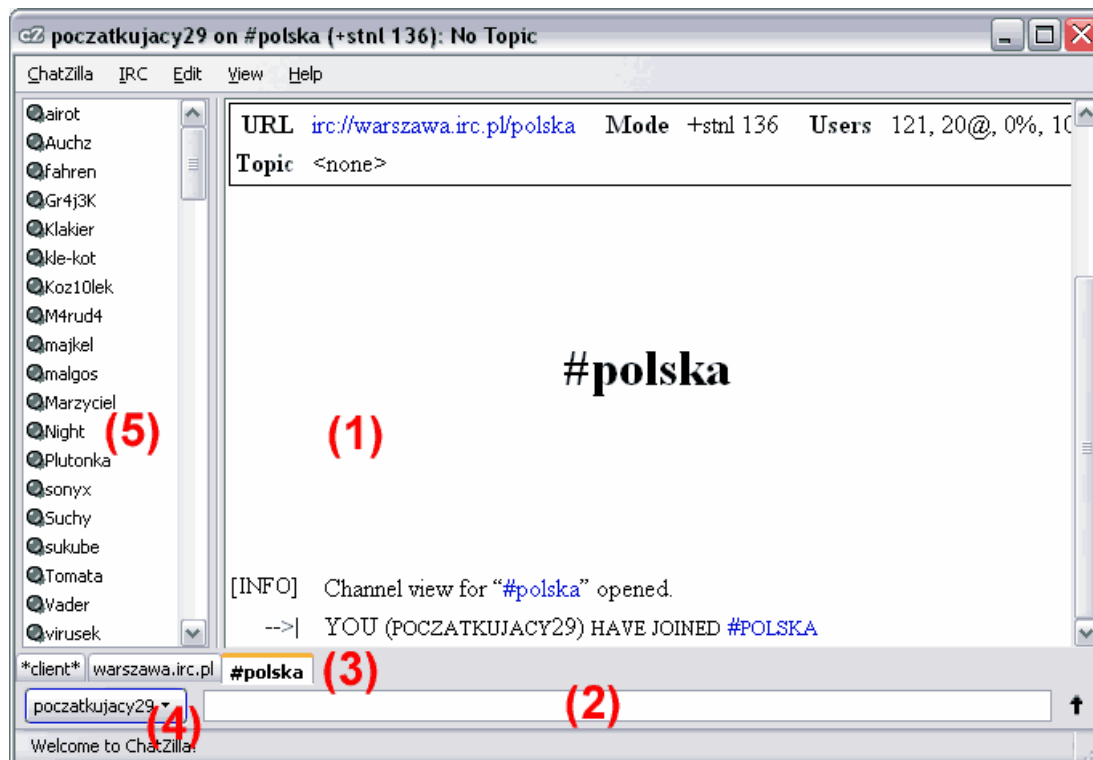 cZ poczatkujacy29 on #polska (+stnl 136): No Topic
ChatZilla IRC Edit View Help
airot
Auchz
fahren
Gr4j3K
Klakier
kle-kot
Koz10lek
M4rud4
majkel
malgos
Marzyciel
Night
Plutonka
sonyx
Suchy
sukube
Tomata
Vader
virusek
(5)
URL irc://warszawa.irc.pl/polska Mode +stnl 136 Users 121, 20@, 0%, 10
Topic <none>
#polska
(1)
[INFO] Channel view for “#polska” opened.
-->| YOU (POCZATKUJACY29) HAVE JOINED #POLSKA
*client* warszawa.irc.pl #polska (3)
poczatkujacy29 (4) (2)
Welcome to ChatZilla!